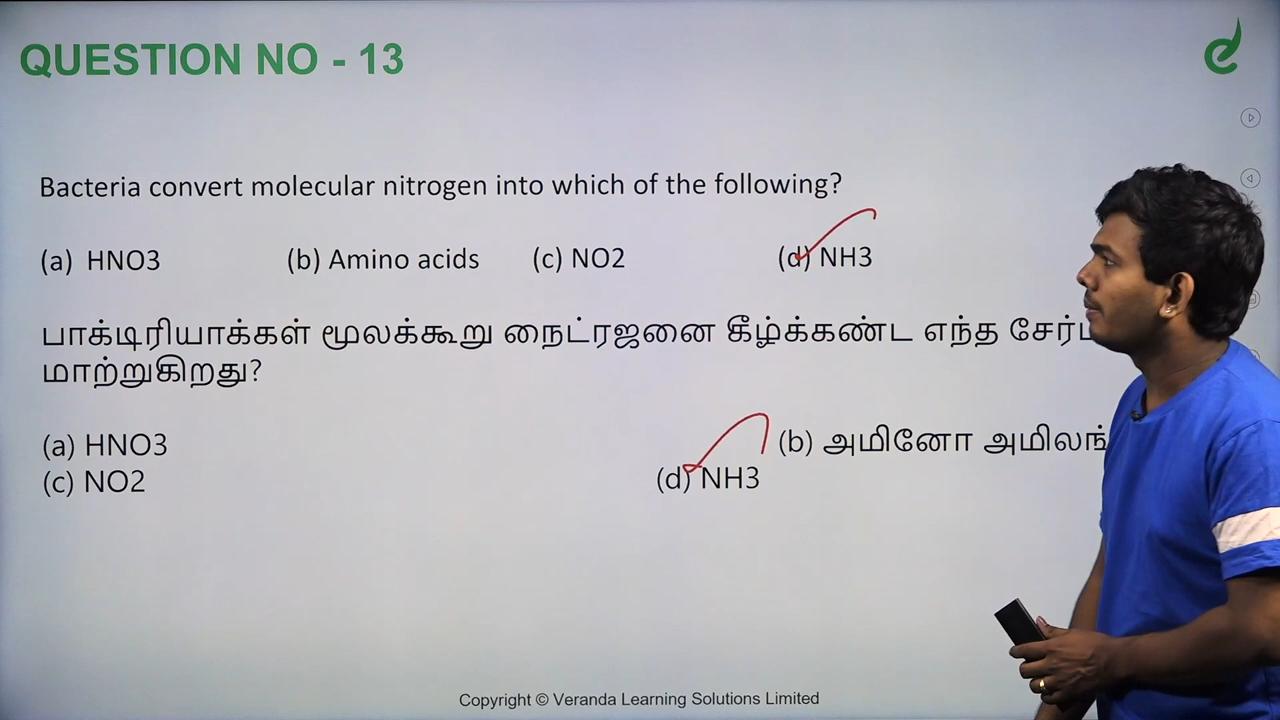 QUESTION NO - 13
Bacteria convert molecular nitrogen into which of the following?
(a) HNO3 (b) Amino acids (c) NO2 (d) NH3
பாக்டிரியாக்கள் மூலக்கூறு நைட்ரஜனை கீழ்க்கண்ட எந்த
மாற்றுகிறது?
(a) HNO3 (b) அமினோ
(c) NO2 (d) NH3
Copyright © Veranda Learning Solutions Limited